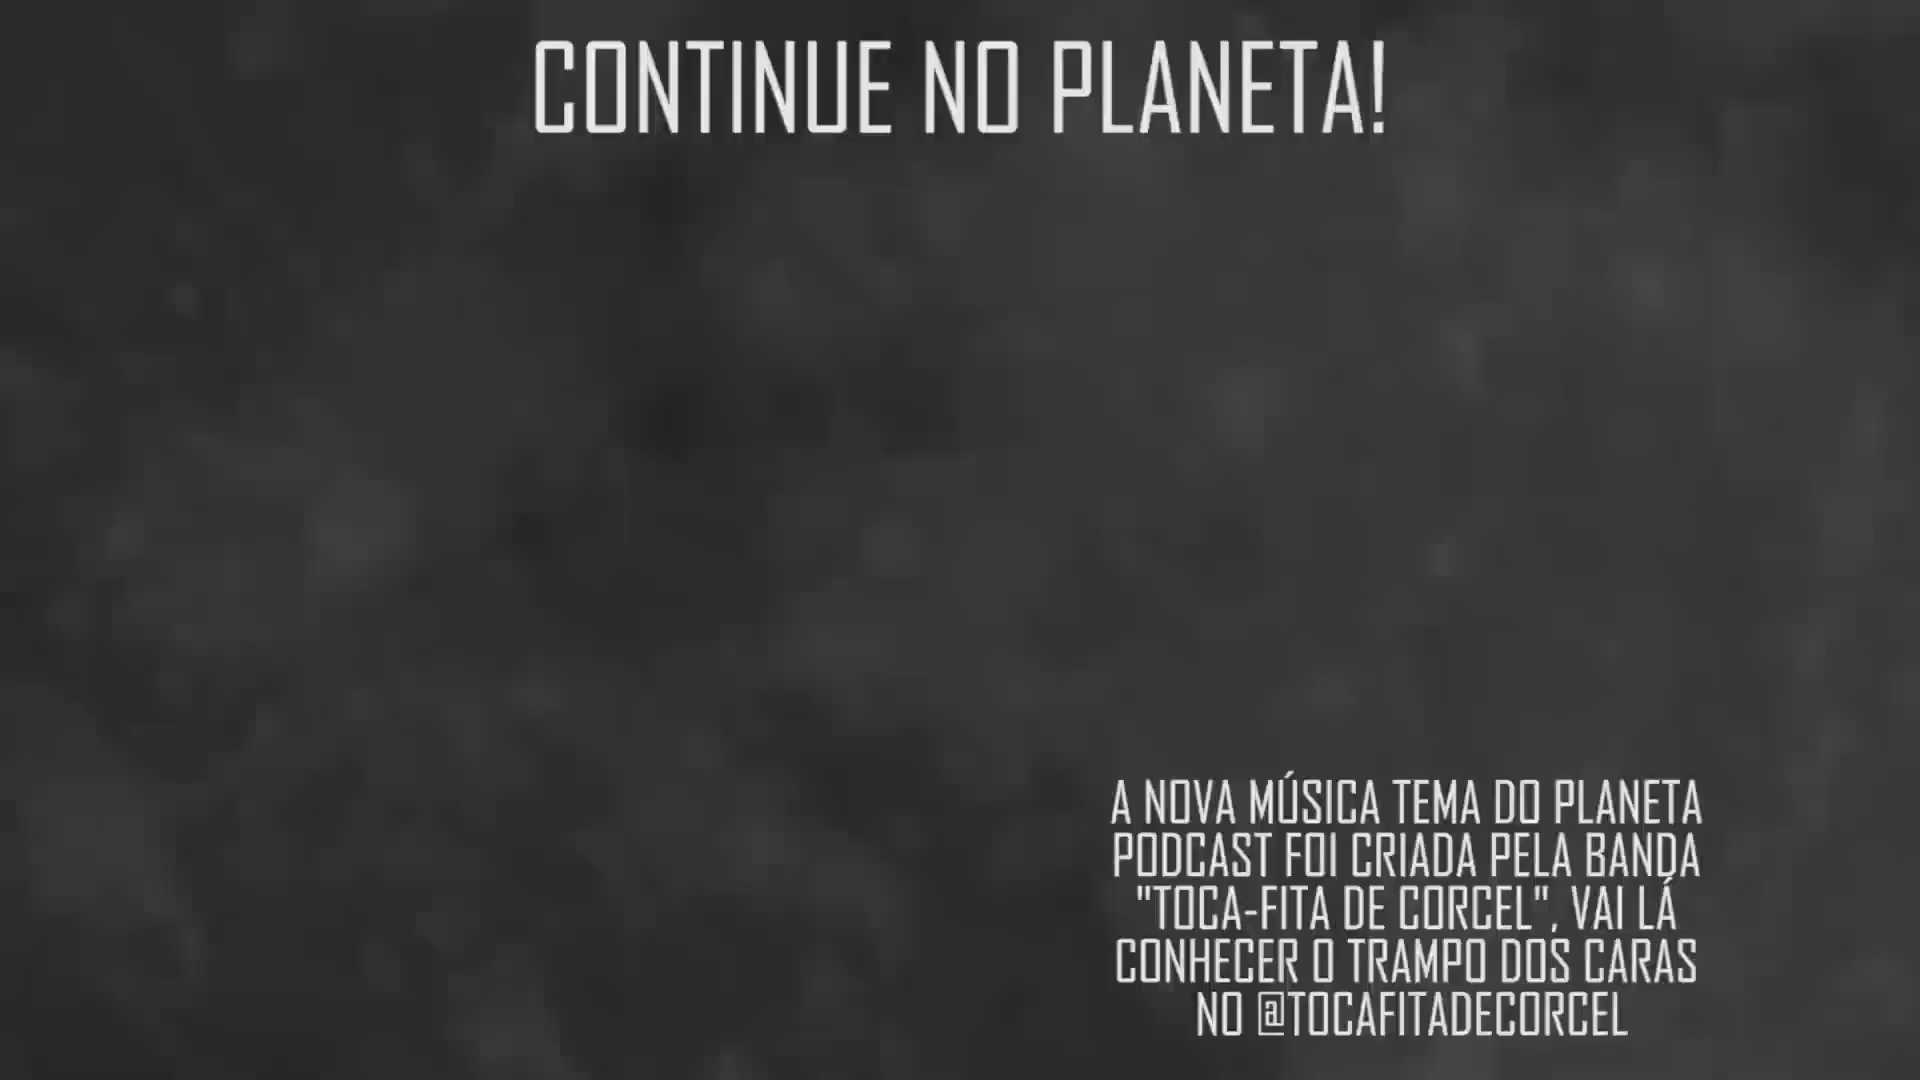 CONTINUE NO PLANETA!
A NOVA MÚSICA TEMA DO PLANETA
PODCAST FOI CRIADA PELA BANDA
"TOCA-FITA DE CORCEL", VAI LÁ
CONHECER O TRAMPO DOS CARAS
NO @TOCAFITADECORCEL